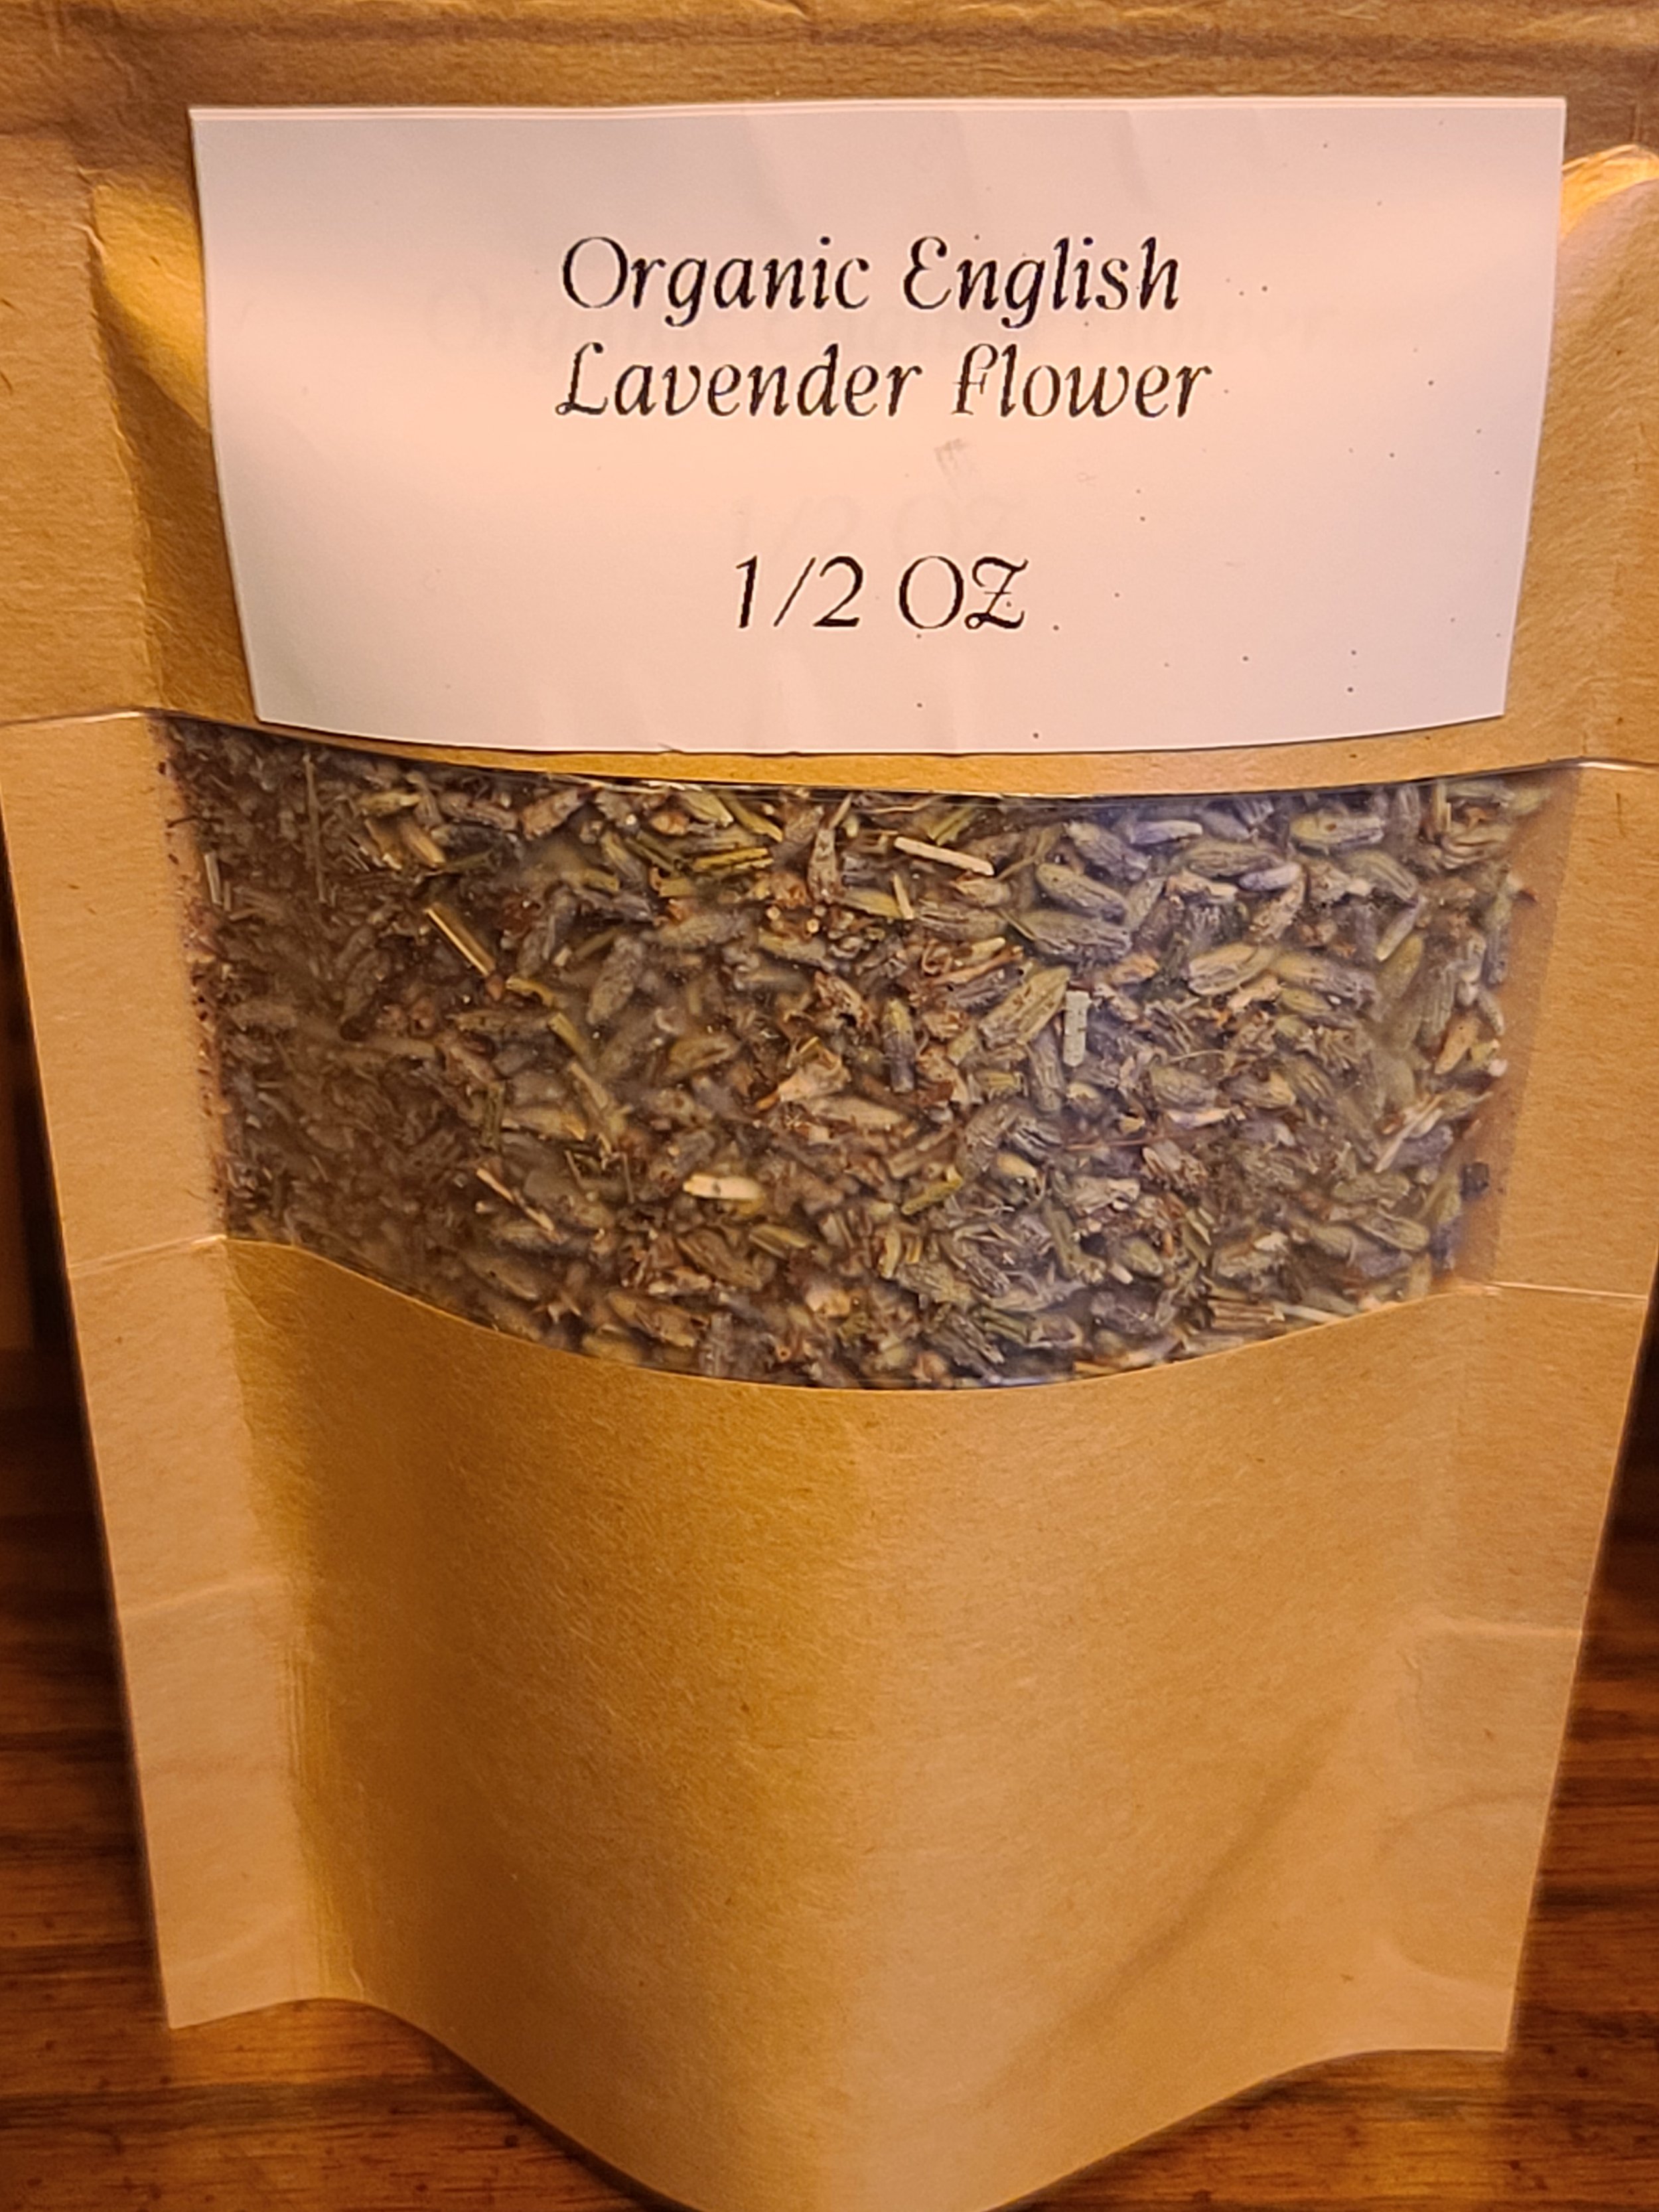 Organic English
Lavender Flower
1/2 OZ